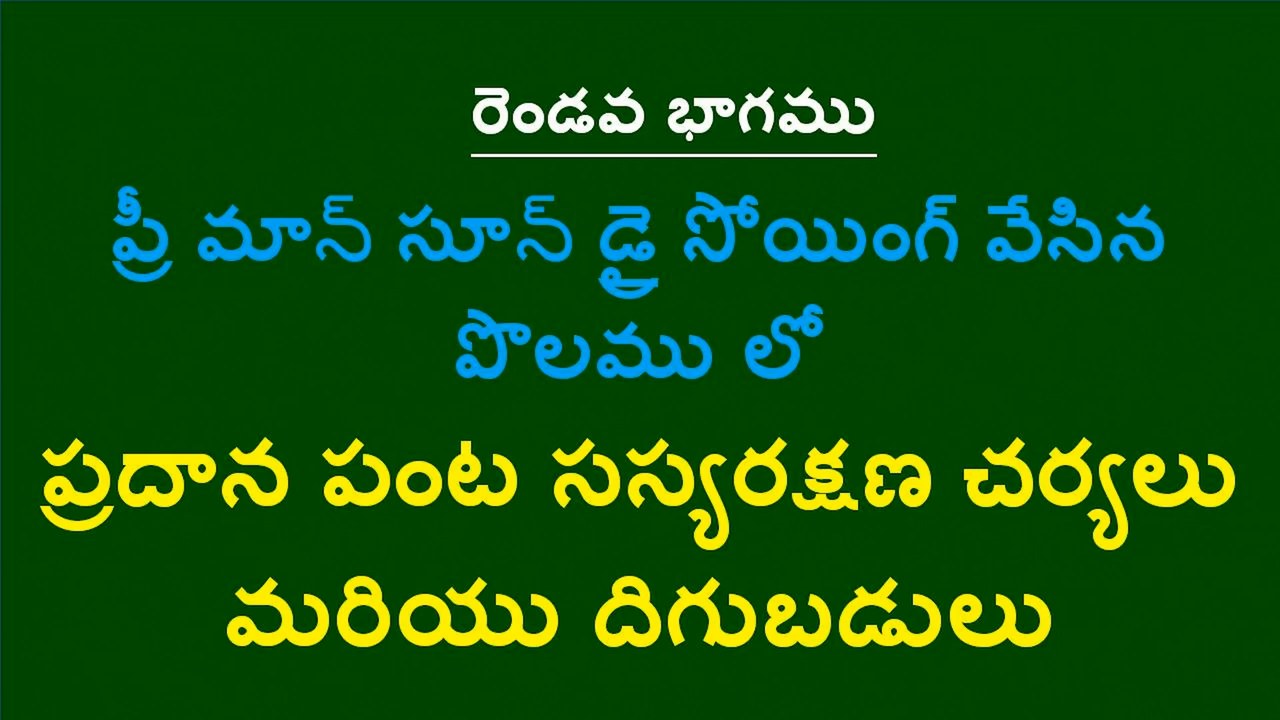 రెండవ భాగము
ప్రీ మాన్ సూన్ డ్రై సోయింగ్ వేసిన
పొలము లో
ప్రదాన పంట సస్యరక్షణ చర్యలు
మరియు దిగుబడులు